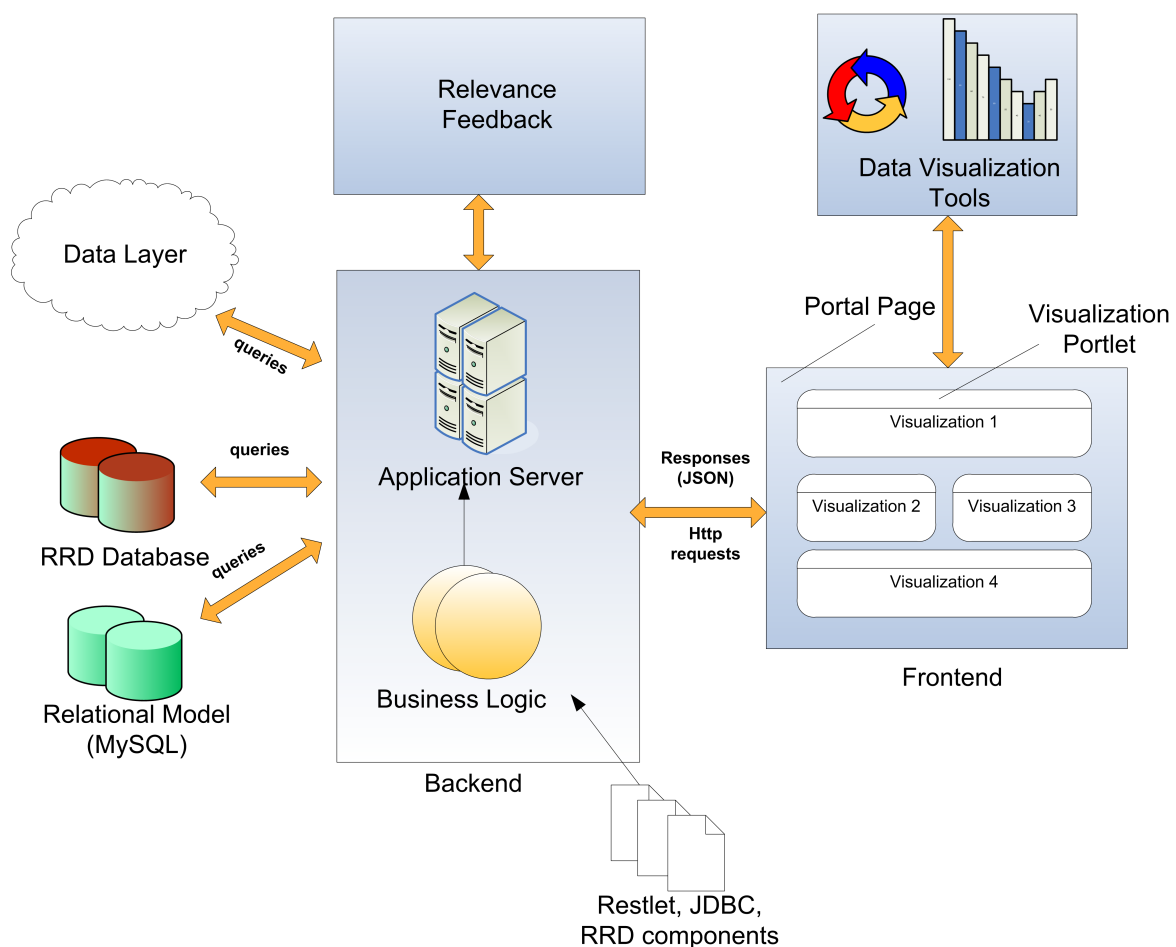 Relevance
Feedback
Data Visualization
Tools
Data Layer
queries
Portal Page
Visualization
Portlet
Visualization 1
Application Server
queries
Responses
(JSON)
Visualization 2
Visualization 3
RRD Database
queries
Http
requests
Visualization 4
Relational Model
(MySQL)
Business Logic
Frontend
Backend
Restlet, JDBC,
RRD components